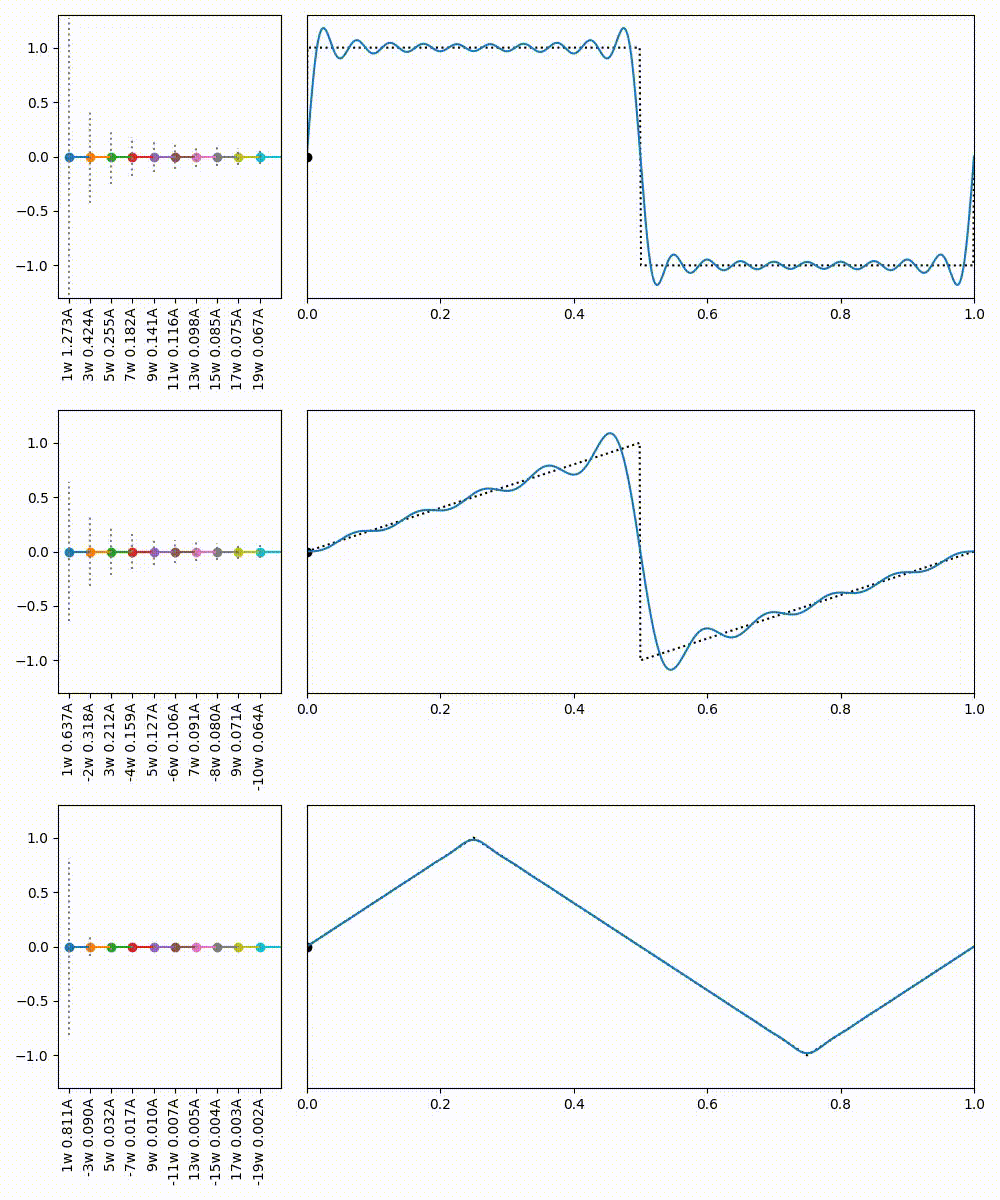 1.0
0.5
0.0
−0.5
−1.0
1w 1.273A
3w 0.424A
5w 0.255A
7w 0.182A
9w 0.141A
11w 0.116A
13w 0.098A
15w 0.085A
17w 0.075A
19w 0.067A
0.0 0.2 0.4 0.6 0.8 1.0
1.0
0.5
0.0
−0.5
−1.0
1w 0.637A
-2w 0.318A
3w 0.212A
-4w 0.159A
5w 0.127A
-6w 0.106A
7w 0.091A
-8w 0.080A
9w 0.071A
-10w 0.064A
0.0 0.2 0.4 0.6 0.8 1.0
1.0
0.5
0.0
−0.5
−1.0
1w 0.811A
-3w 0.090A
5w 0.032A
-7w 0.017A
9w 0.010A
-11w 0.007A
13w 0.005A
-15w 0.004A
17w 0.003A
-19w 0.002A
0.0 0.2 0.4 0.6 0.8 1.0